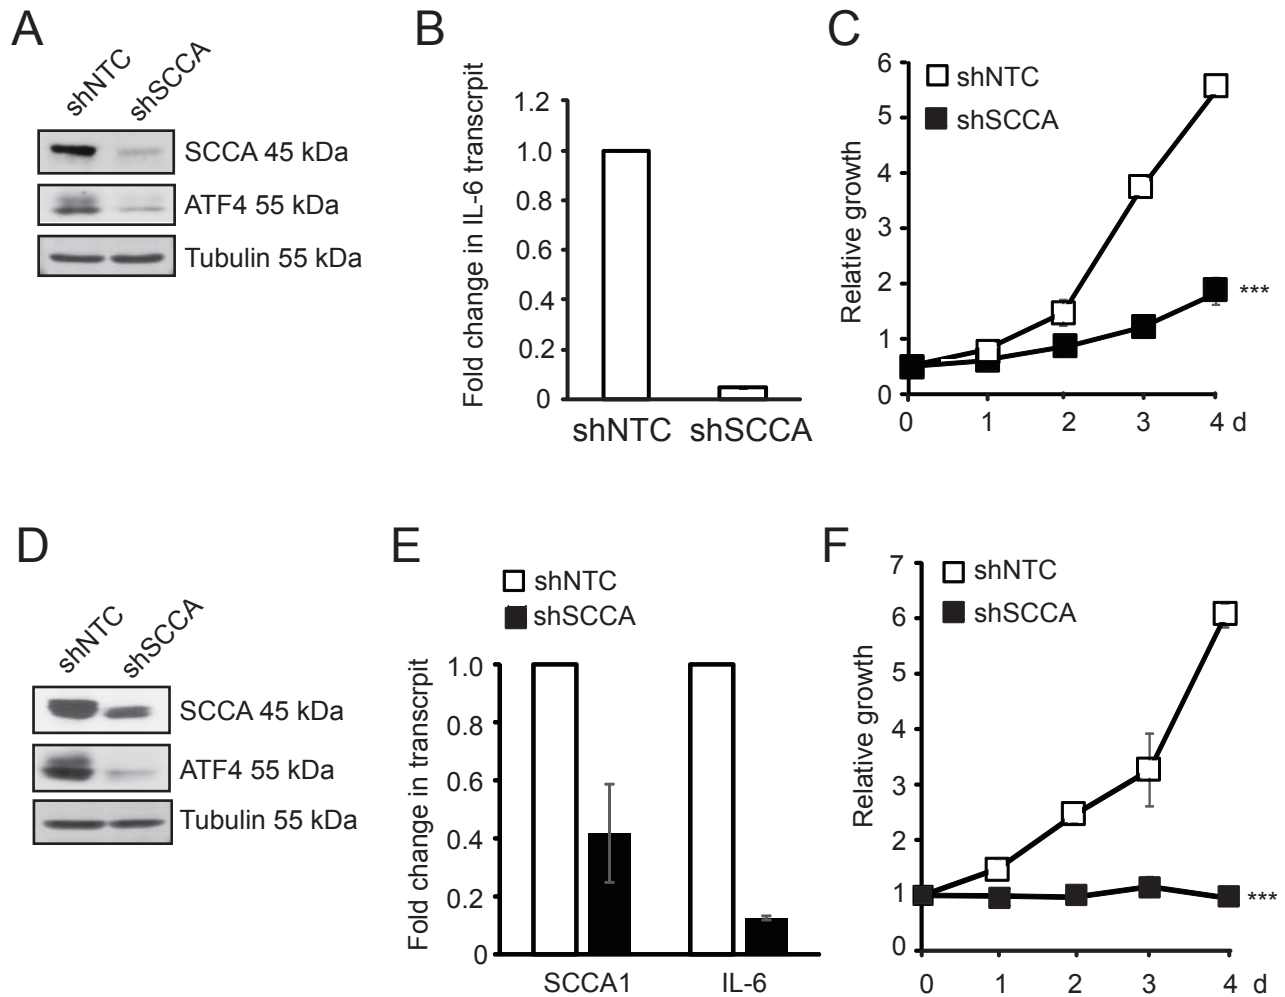 A
shNTC
shSCCA
SCCA 45 kDa
ATF4 55 kDa
Tubulin 55 kDa
B
Fold change in IL-6 transcrpit
1.2
1.0
0.8
0.6
0.4
0.2
0
shNTC shSCCA
C
shNTC
shSCCA
Relative growth
6
5
4
3
2
1
0
***
0 1 2 3 4 d
D
shNTC
shSCCA
SCCA 45 kDa
ATF4 55 kDa
Tubulin 55 kDa
E
shNTC
shSCCA
Fold change in transcrpit
1.0
0.8
0.6
0.4
0.2
0
SCCA1 IL-6
F
shNTC
shSCCA
Relative growth
7
6
5
4
3
2
1
0
***
0 1 2 3 4 d